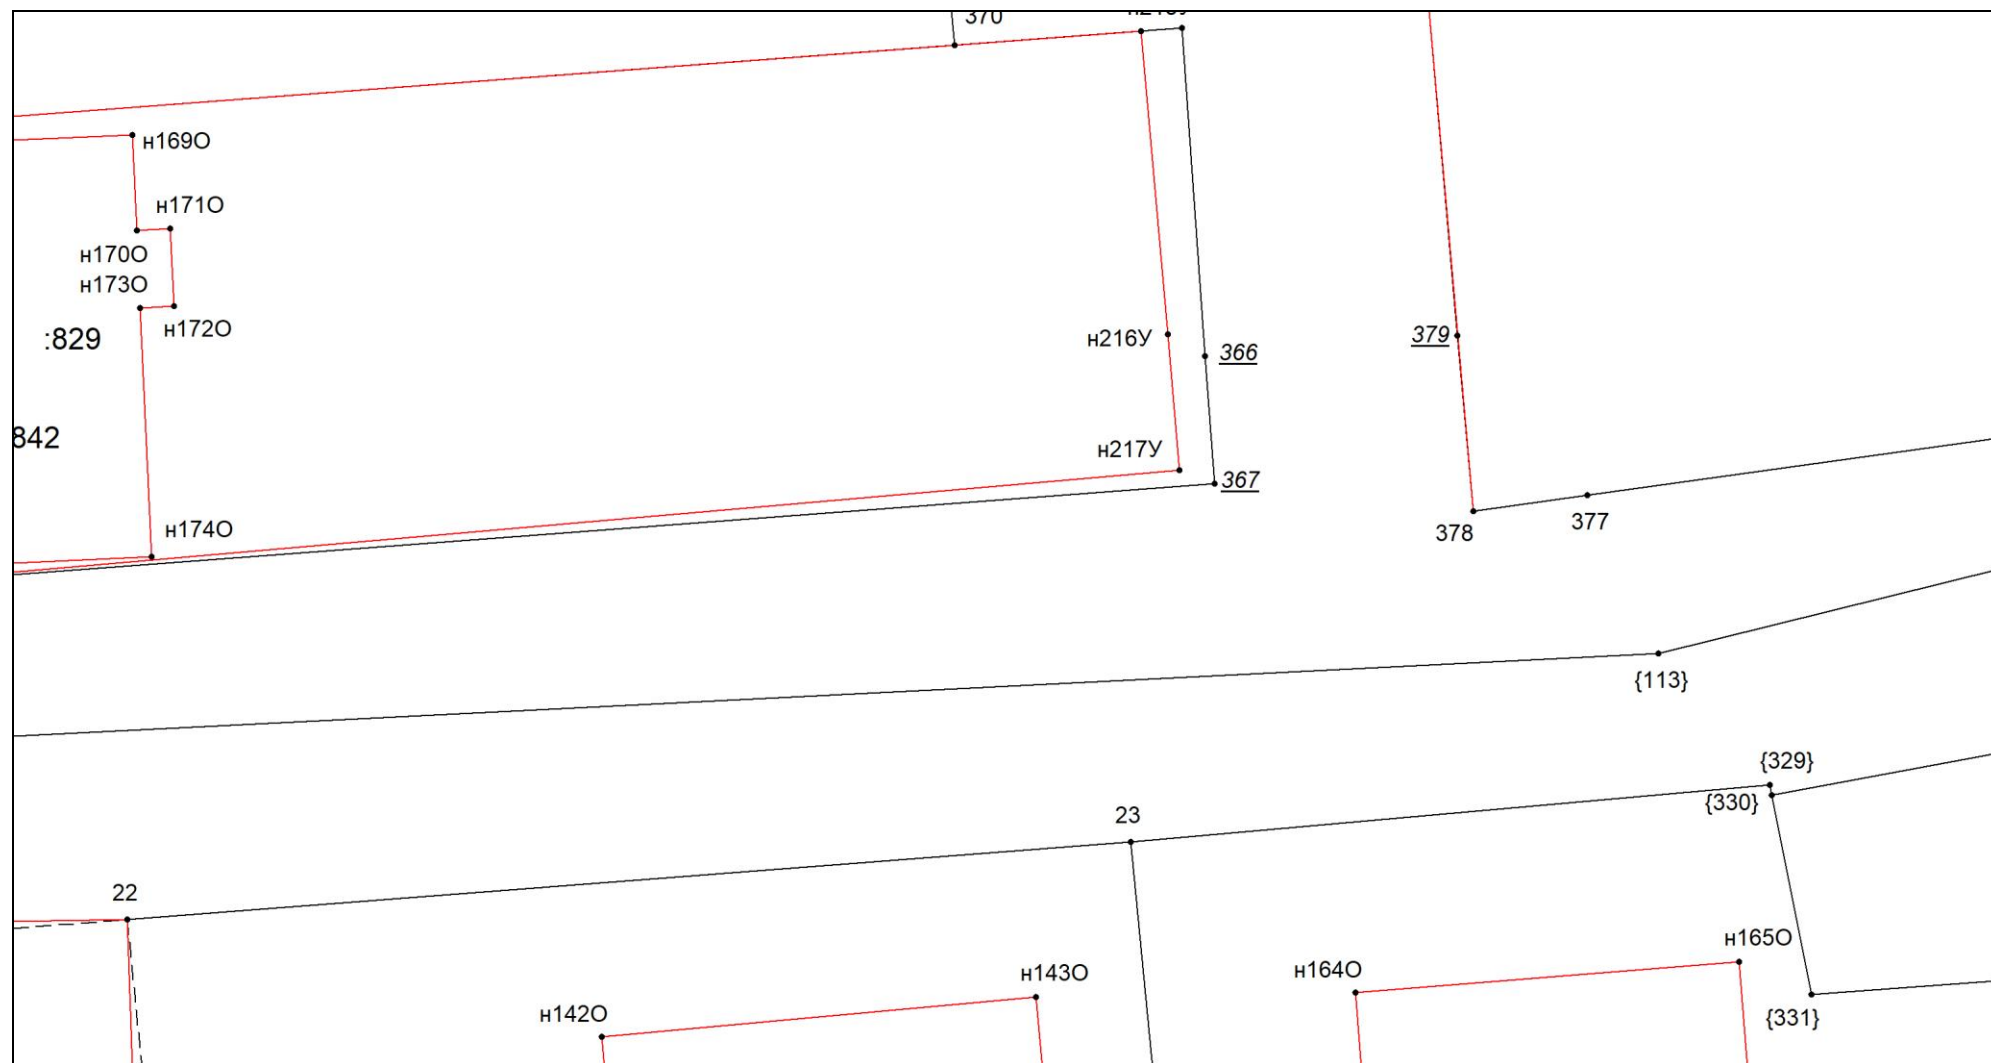 370
н169О
н171О
н170О
н173О
н172О
:829
н216У
366
379
842
н217У
367
378
377
н174О
{113}
{329}
{330}
23
22
н165О
н164О
н143О
н142О
{331}